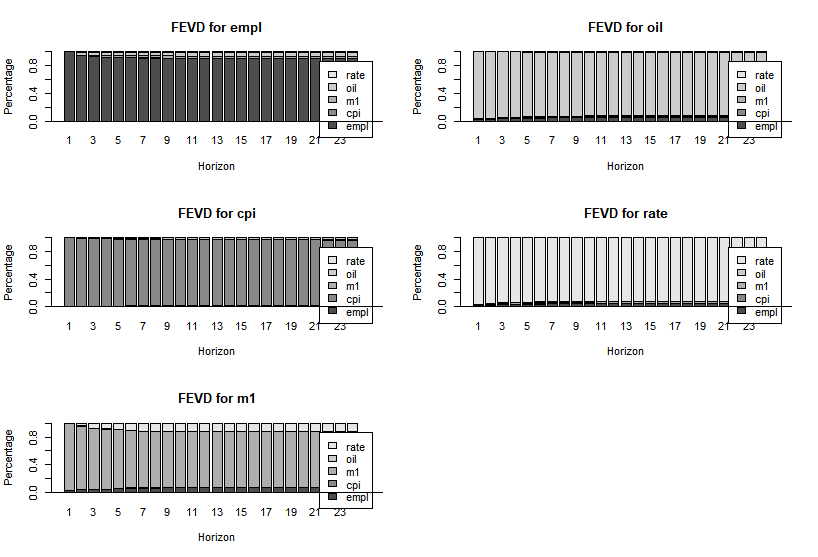 FEVD for empl
Percentage
0.0 0.4 0.8
rate
oil
m1
cpi
empl
1 3 5 7 9 11 13 15 17 19 21 23
Horizon
FEVD for oil
Percentage
0.0 0.4 0.8
rate
oil
m1
cpi
empl
1 3 5 7 9 11 13 15 17 19 21 23
Horizon
FEVD for cpi
Percentage
0.0 0.4 0.8
rate
oil
m1
cpi
empl
1 3 5 7 9 11 13 15 17 19 21 23
Horizon
FEVD for rate
Percentage
0.0 0.4 0.8
rate
oil
m1
cpi
empl
1 3 5 7 9 11 13 15 17 19 21 23
Horizon
FEVD for m1
Percentage
0.0 0.4 0.8
rate
oil
m1
cpi
empl
1 3 5 7 9 11 13 15 17 19 21 23
Horizon